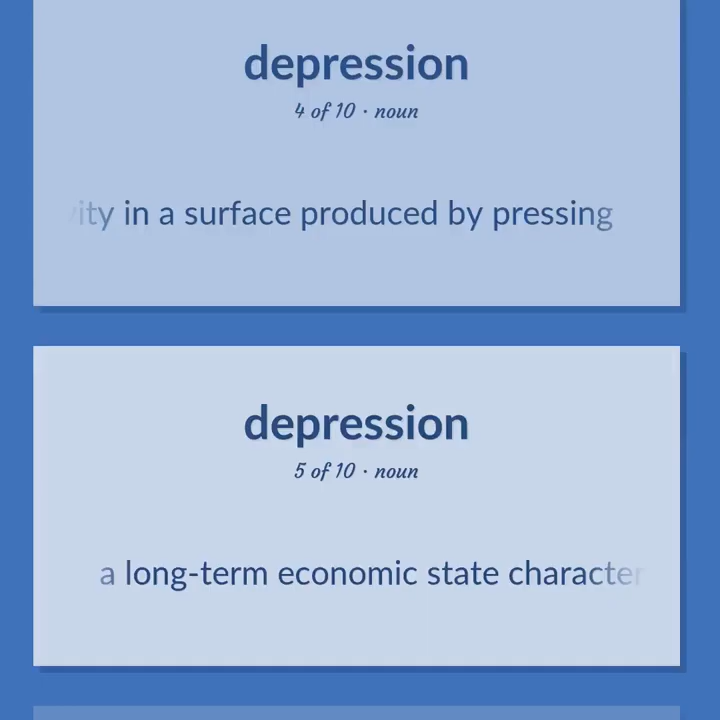 depression
4 of 10 · noun
in a surface produced by pressing
depression
5 of 10 · noun
a long-term economic state character